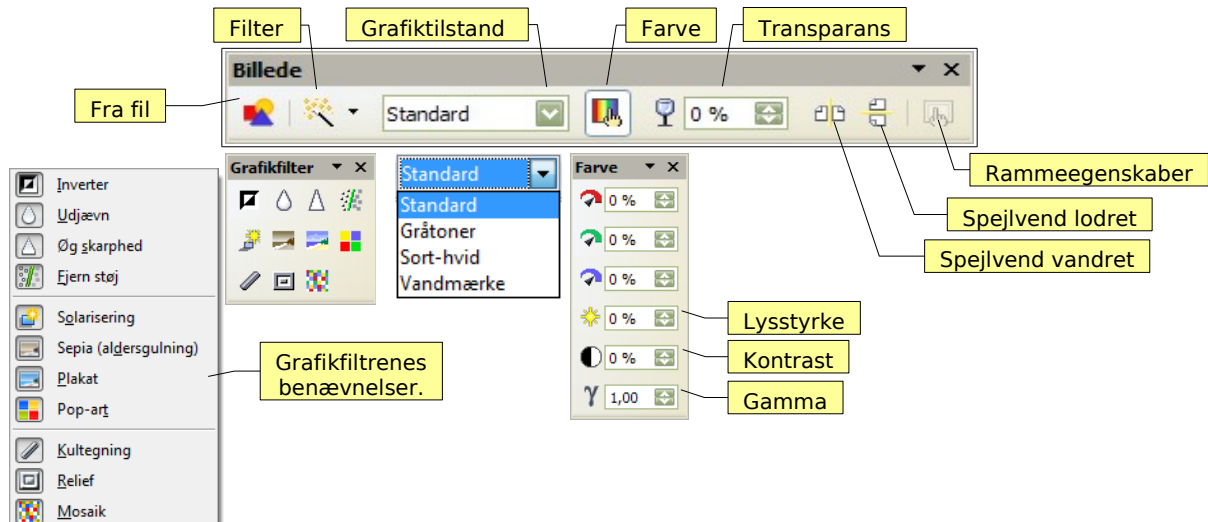 Filter
Grafiktilstand
Farve
Transparans
Billede
Fra fil
Standard
0 %
Rammeegenskaber
Spejlvend lodret
Spejlvend vandret
Inverter
Udjævn
Øg skarphed
Fjern støj
Solarisering
Sepia (aldersgulning)
Plakat
Pop-art
Kultegning
Relief
Mosaik
Grafikfiltrenes
benævnelser.
Grafikfilter
Standard
Standard
Gråtoner
Sort-hvid
Vandmærke
Farve
0 %
0 %
0 %
0 %
0 %
γ 1,00
Lysstyrke
Kontrast
Gamma